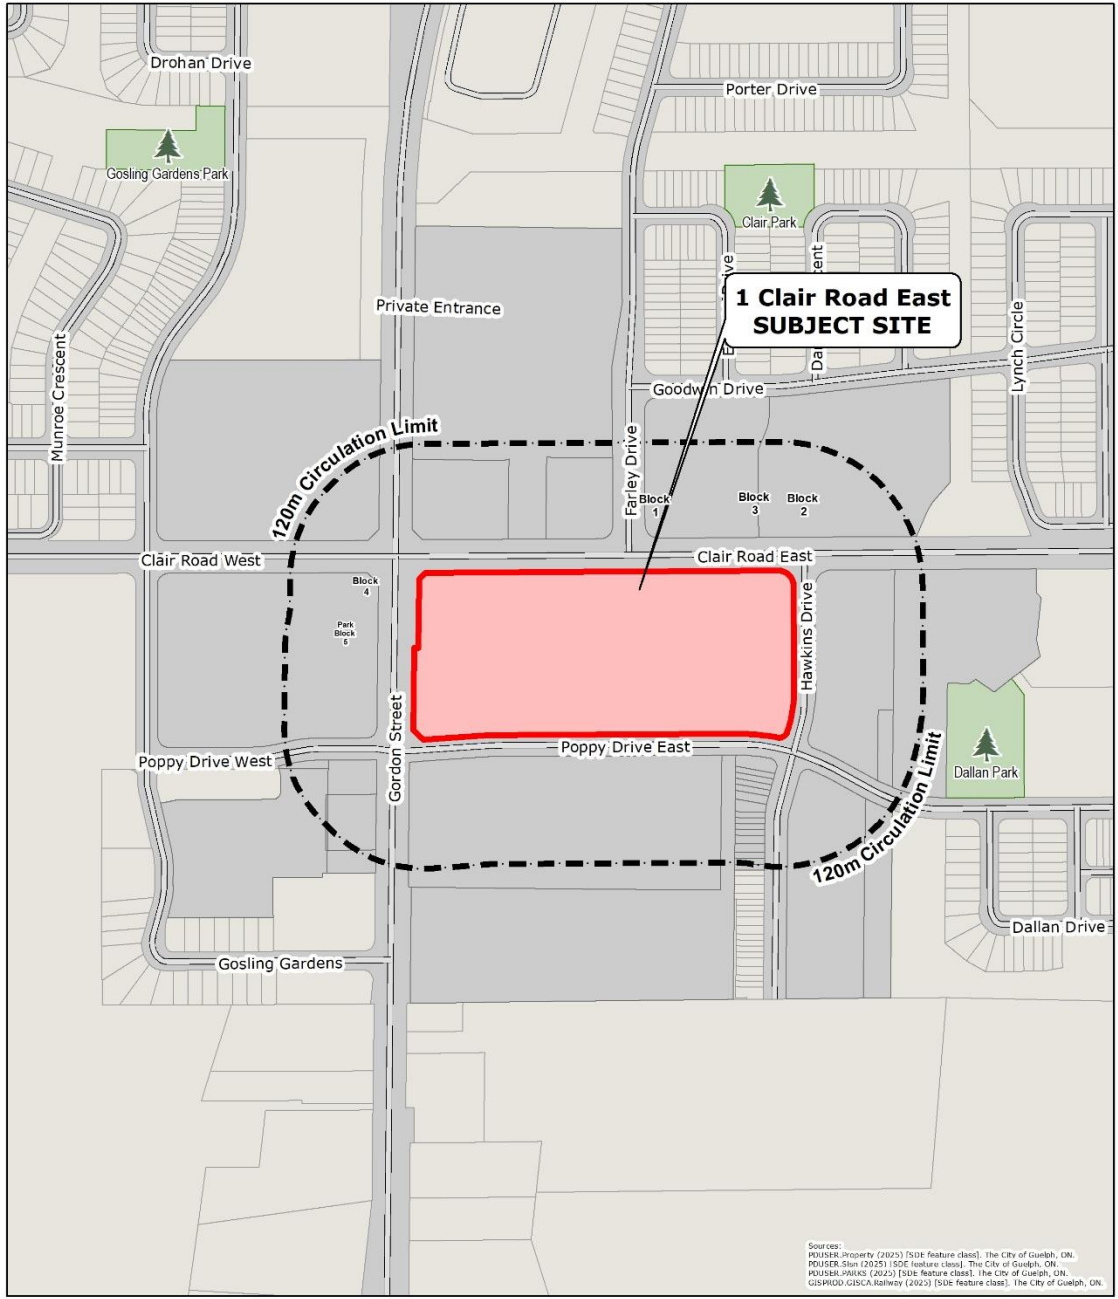 Drohan Drive
Porter Drive
Gosling Gardens Park
Clair Park
Private Entrance
1 Clair Road East
SUBJECT SITE
Munroe Crescent
Lynch Circle
Goodwin Drive
120m Circulation Limit
Farley Drive
Block
1
Block
3
Block
2
Clair Road West
Clair Road East
Block
4
Park
Block
5
Hawkins Drive
Gordon Street
Poppy Drive West
Poppy Drive East
Dallan Park
120m Circulation Limit
Dallan Drive
Gosling Gardens
Sources:
PDUSER.Property (2025) [SDE feature class]. The City of Guelph, ON.
PDUSER.Slsn (2025) [SDE feature class]. The City of Guelph, ON.
PDUSER.PARKS (2025) [SDE feature class]. The City of Guelph, ON.
GISPROD.GISCA.Railway (2025) [SDE feature class]. The City of Guelph, ON.